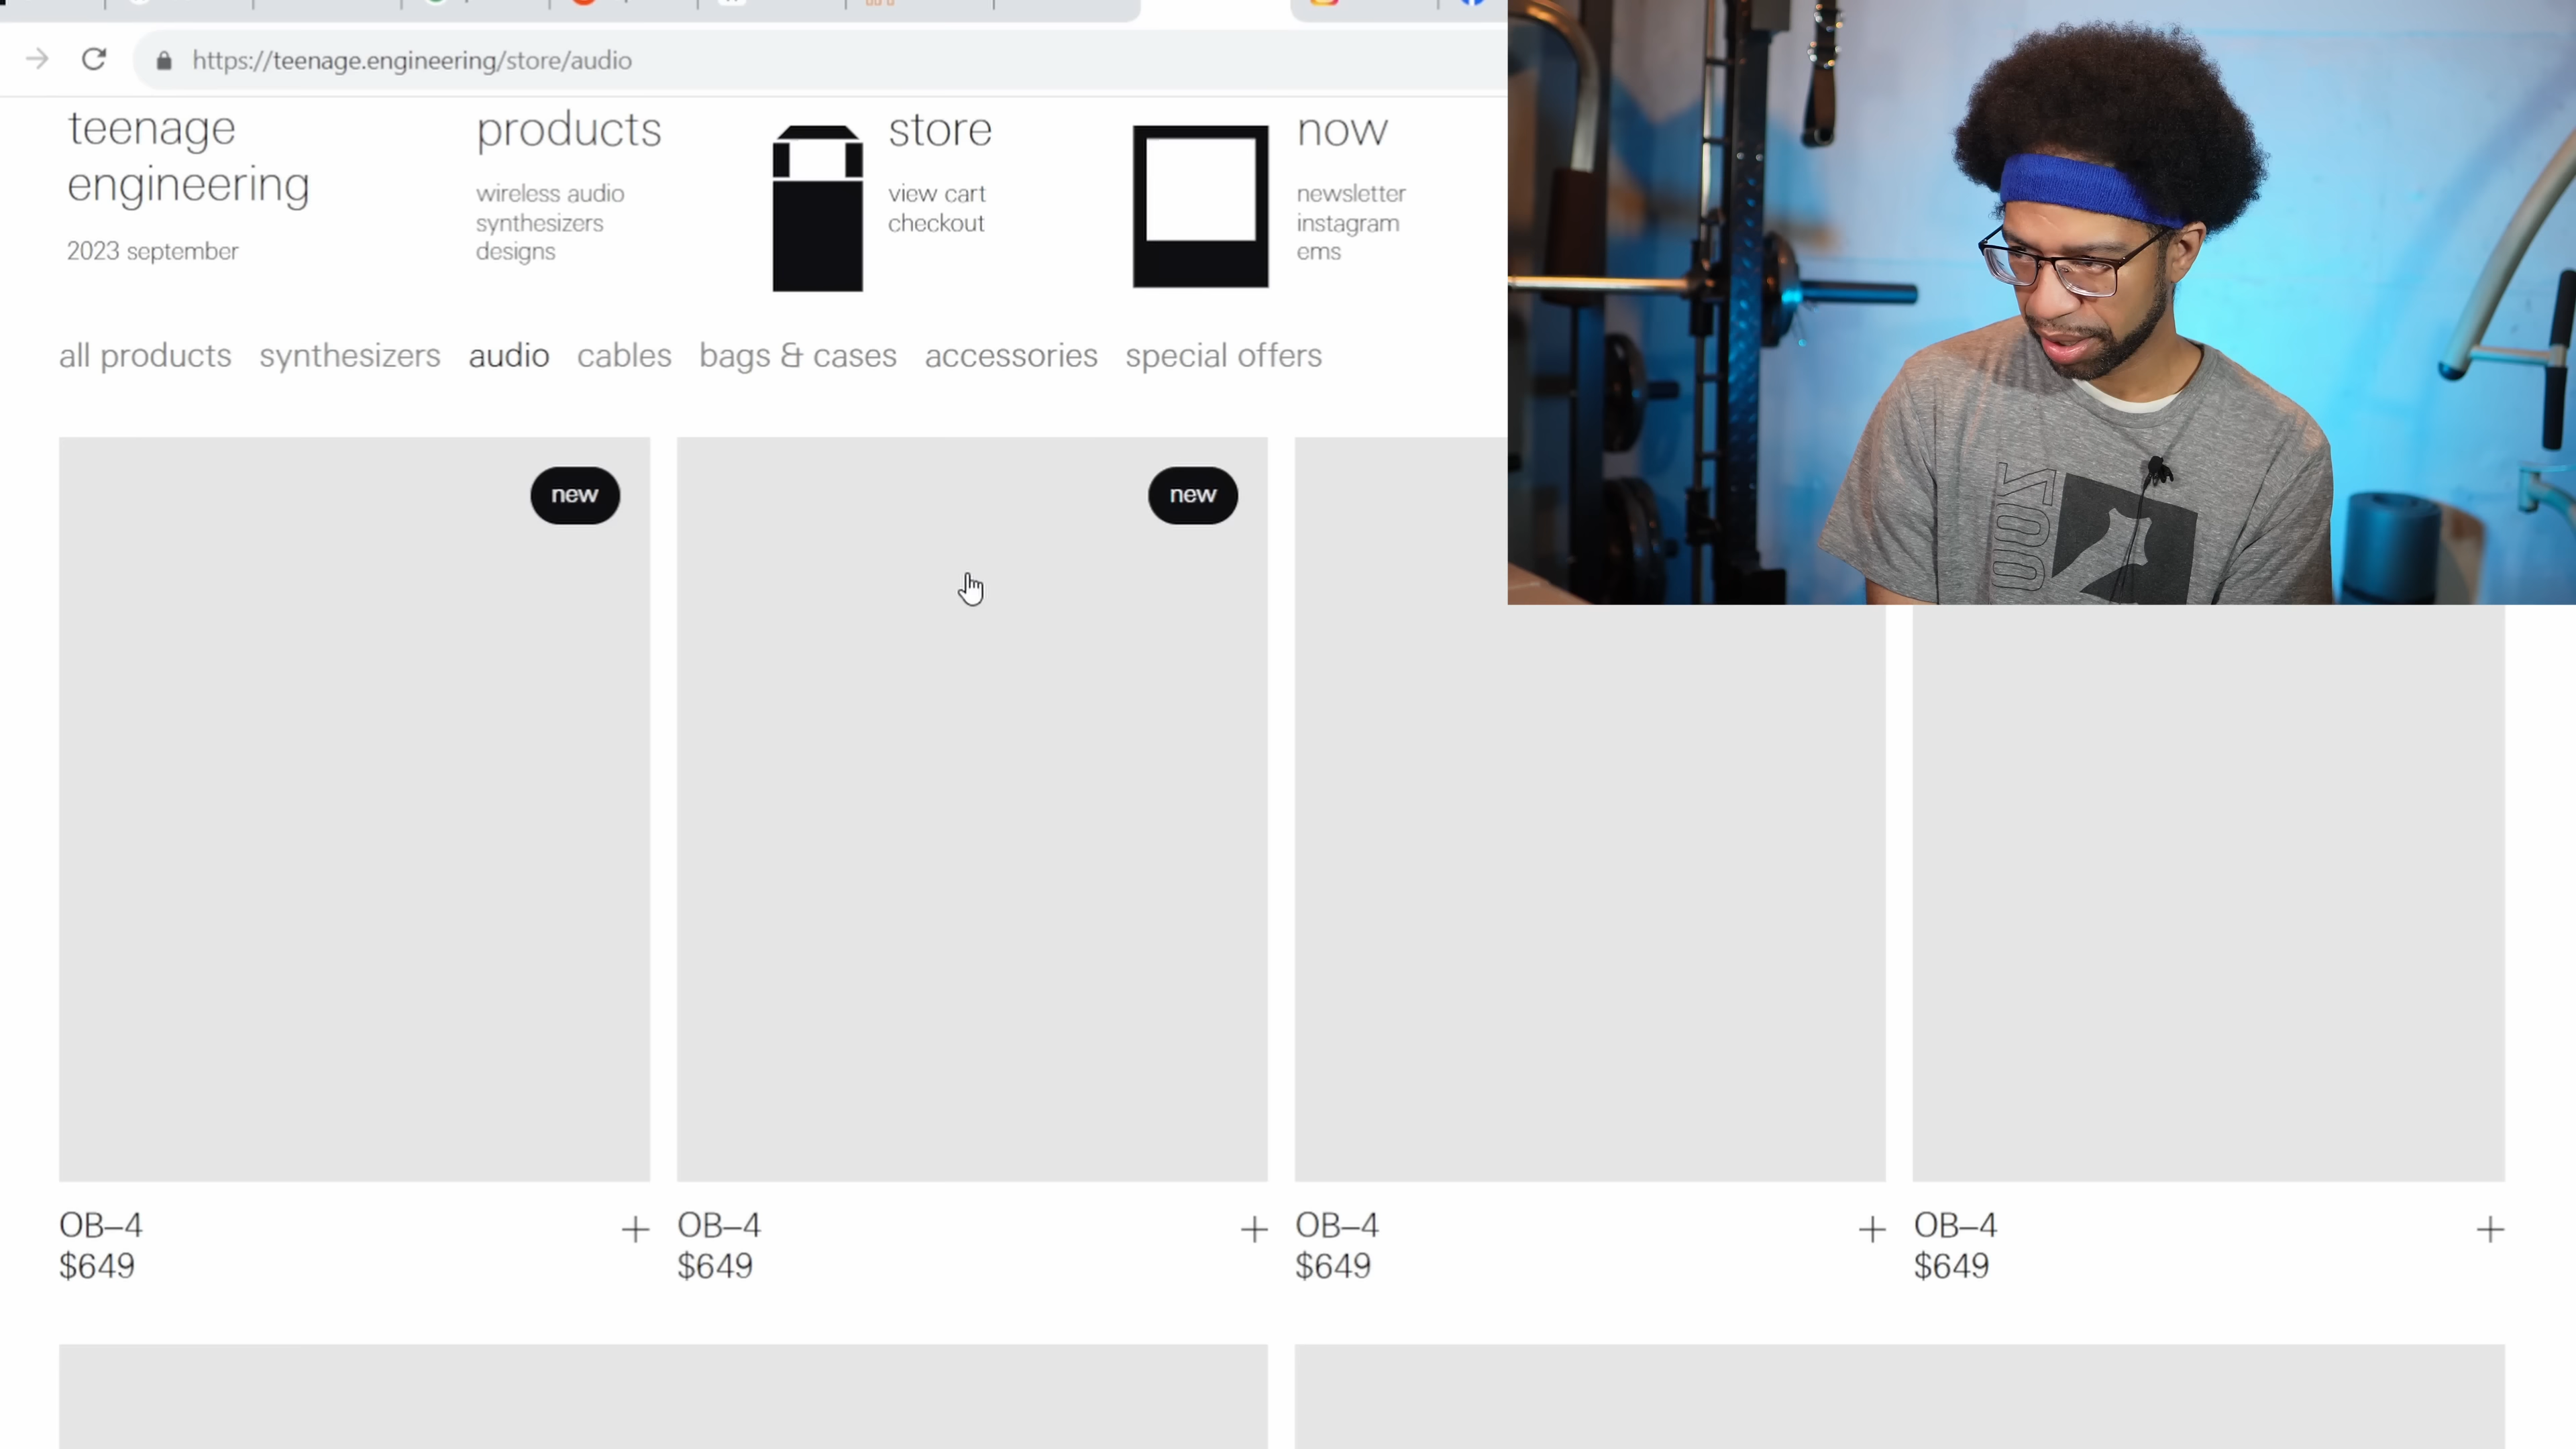 https://teenage.engineering/store/audio
teenage
engineering
2023 september
products
wireless audio
synthesizers
designs
store
view cart
checkout
now
newsletter
instagram
ems
all products synthesizers audio cables bags & cases accessories special offers
new
new
OB–4
$649
OB–4
$649
OB–4
$649
OB–4
$649